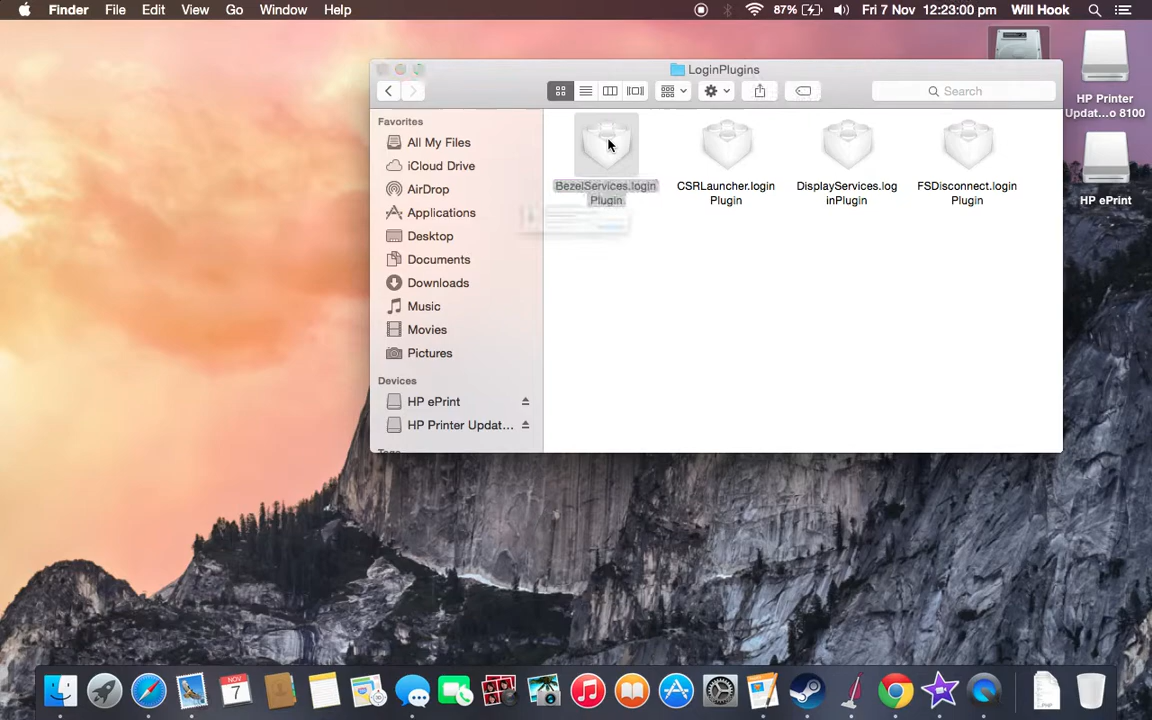 Finder File Edit View Go Window Help 87% Fri 7 Nov 12:23:00 pm Will Hook
LoginPlugins
Search
Favorites
All My Files
iCloud Drive
AirDrop
Applications
Desktop
Documents
Downloads
Music
Movies
Pictures
Devices
HP ePrint
HP Printer Updat...
BezelServices.login
Plugin
CSRLauncher.login
Plugin
DisplayServices.log
inPlugin
FSDisconnect.login
Plugin
HP Printer
Updat...o 8100
HP ePrint
NOV
7